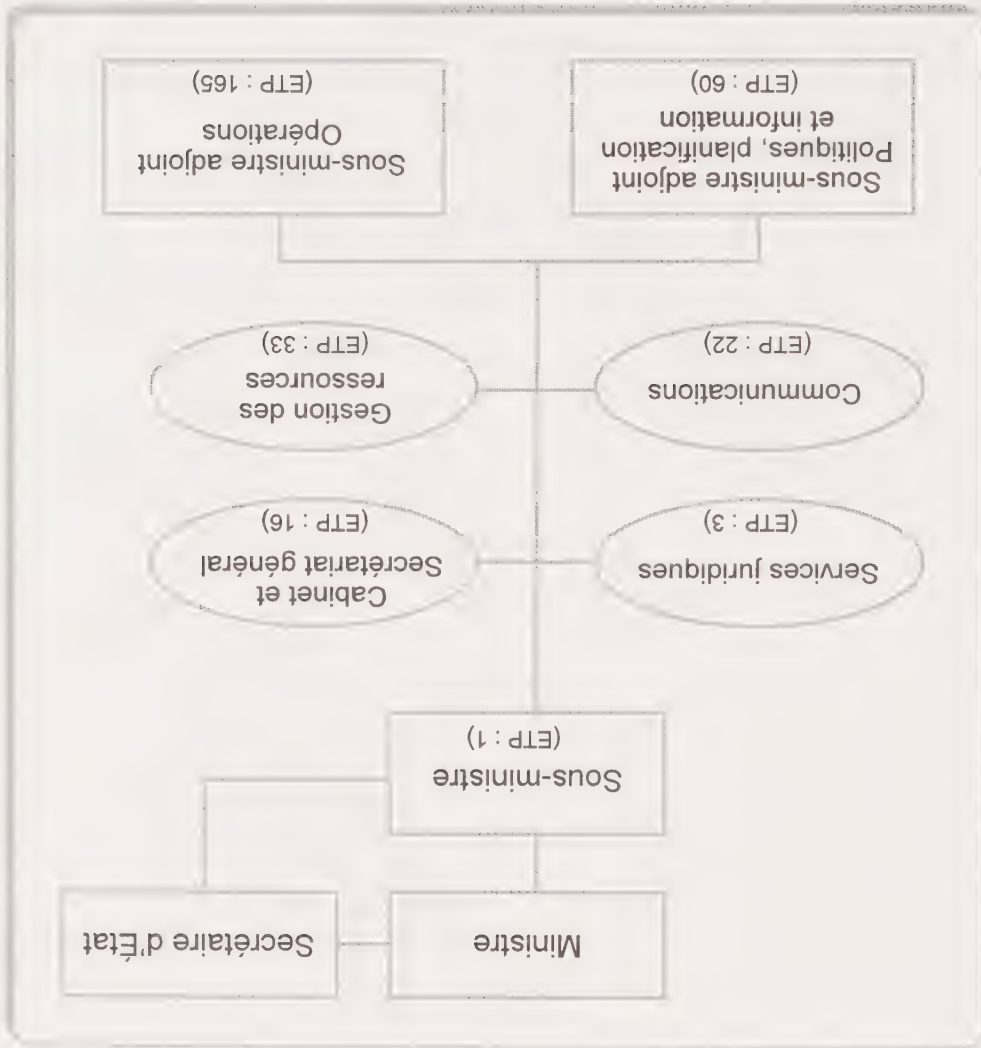 Ministre
Secrétaire d'État
Sous-ministre
(ETP : 1)
Cabinet et
Secrétariat général
(ETP : 16)
Services juridiques
(ETP : 3)
Gestion des
ressources
(ETP : 33)
Communications
(ETP : 22)
Sous-ministre adjoint
Opérations
(ETP : 165)
Sous-ministre adjoint
Politiques, planification
et information
(ETP : 60)